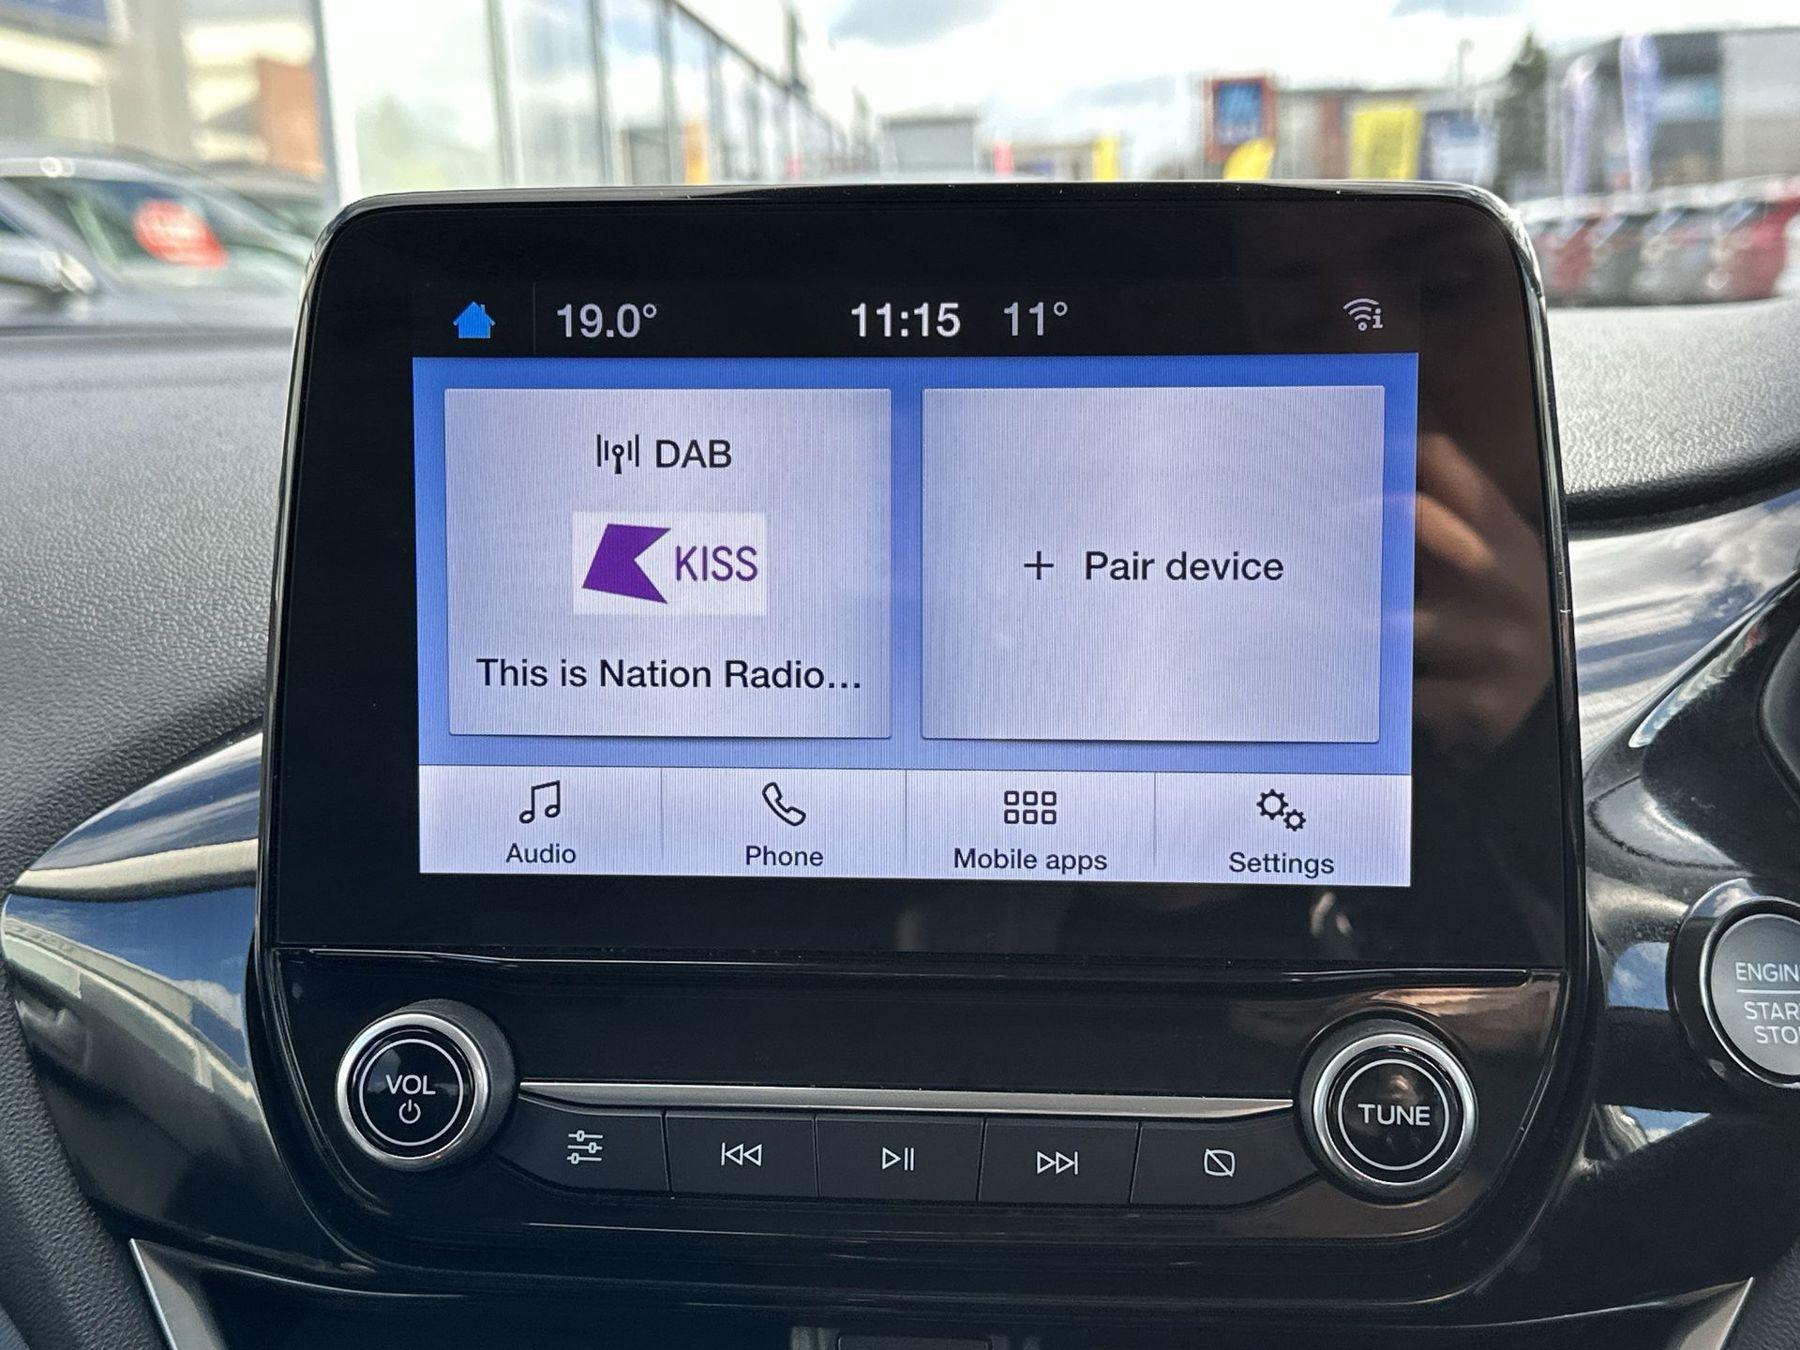 19.0° 11:15 11°
DAB
KISS
This is Nation Radio...
+ Pair device
Audio Phone Mobile apps Settings
VOL
TUNE
ENGIN
STAR
STO